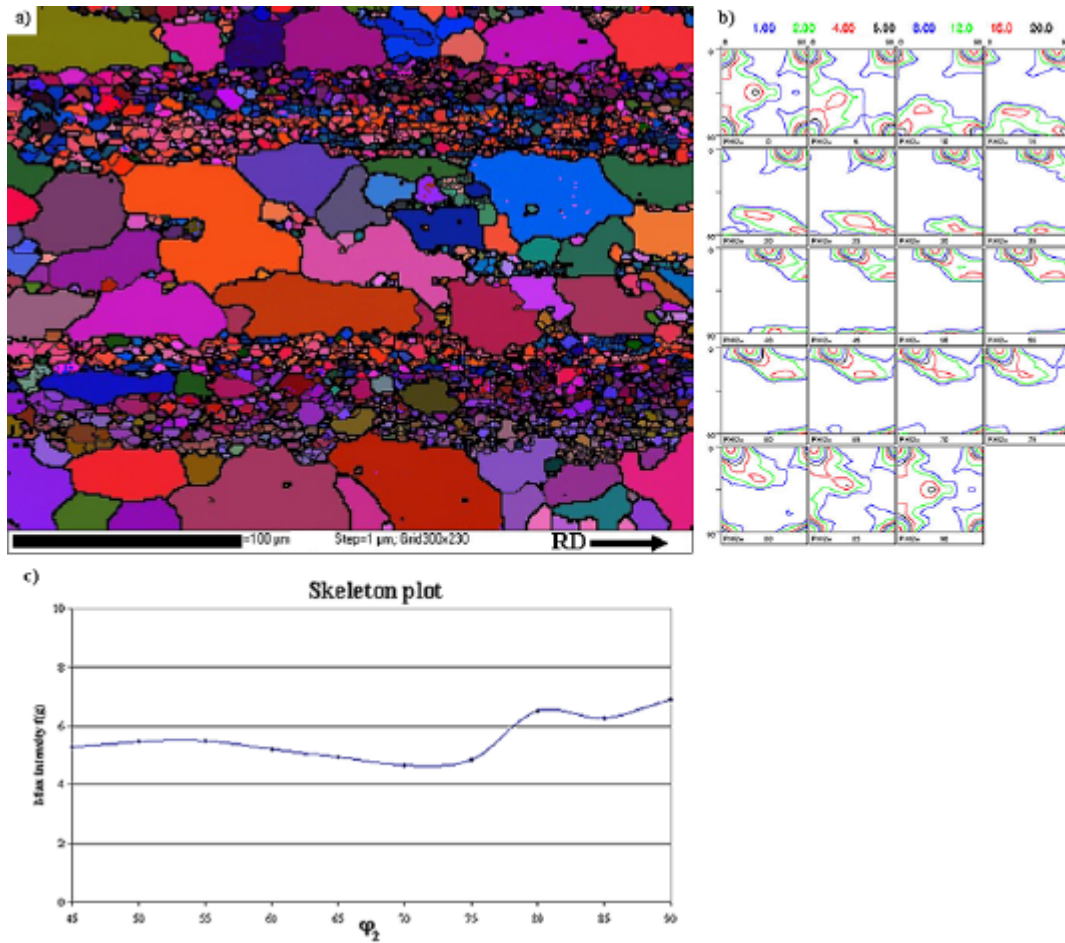 a)
b)
1.00 2.00 4.00 5.00 8.00 12.0 16.0 20.0
=100 µm Step=1 µm; Grid300x230
RD
c)
Skeleton plot
Max intensity f(g)
10
8
6
4
2
0
45 50 55 60 65 70 75 80 85 90
φ2